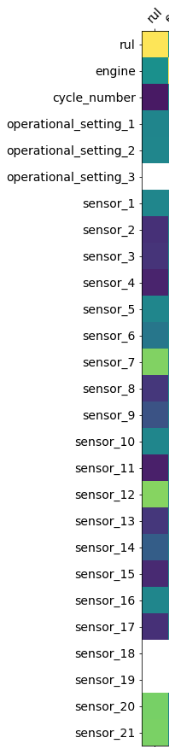 rul
rul
engine
cycle_number
operational_setting_1
operational_setting_2
operational_setting_3
sensor_1
sensor_2
sensor_3
sensor_4
sensor_5
sensor_6
sensor_7
sensor_8
sensor_9
sensor_10
sensor_11
sensor_12
sensor_13
sensor_14
sensor_15
sensor_16
sensor_17
sensor_18
sensor_19
sensor_20
sensor_21